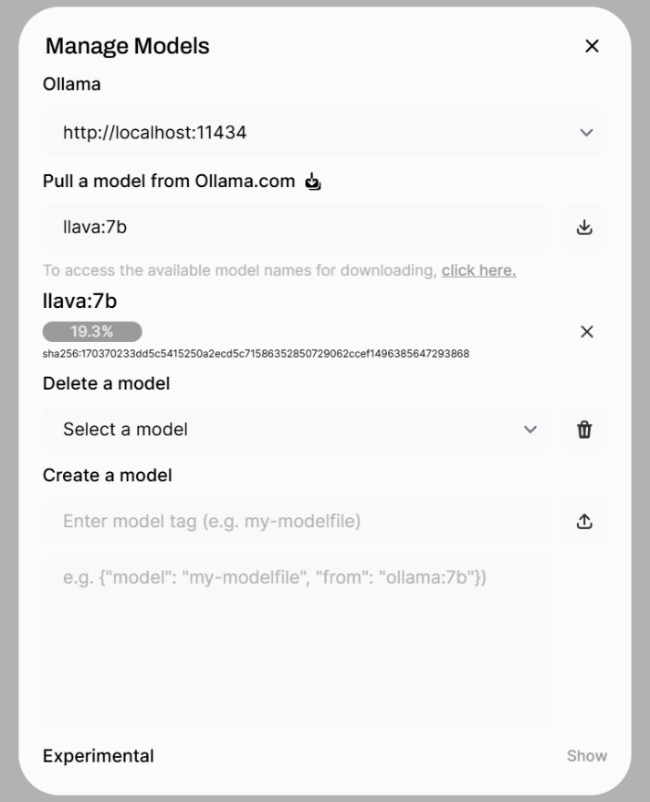 Manage Models
Ollama
http://localhost:11434
Pull a model from Ollama.com
llava:7b
To access the available model names for downloading, click here.
llava:7b
19.3%
sha256:170370233dd5c5415250a2ecd5c71586352850729062ccef1496385647293868
Delete a model
Select a model
Create a model
Enter model tag (e.g. my-modelfile)
e.g. {"model": "my-modelfile", "from": "ollama:7b"})
Experimental Show